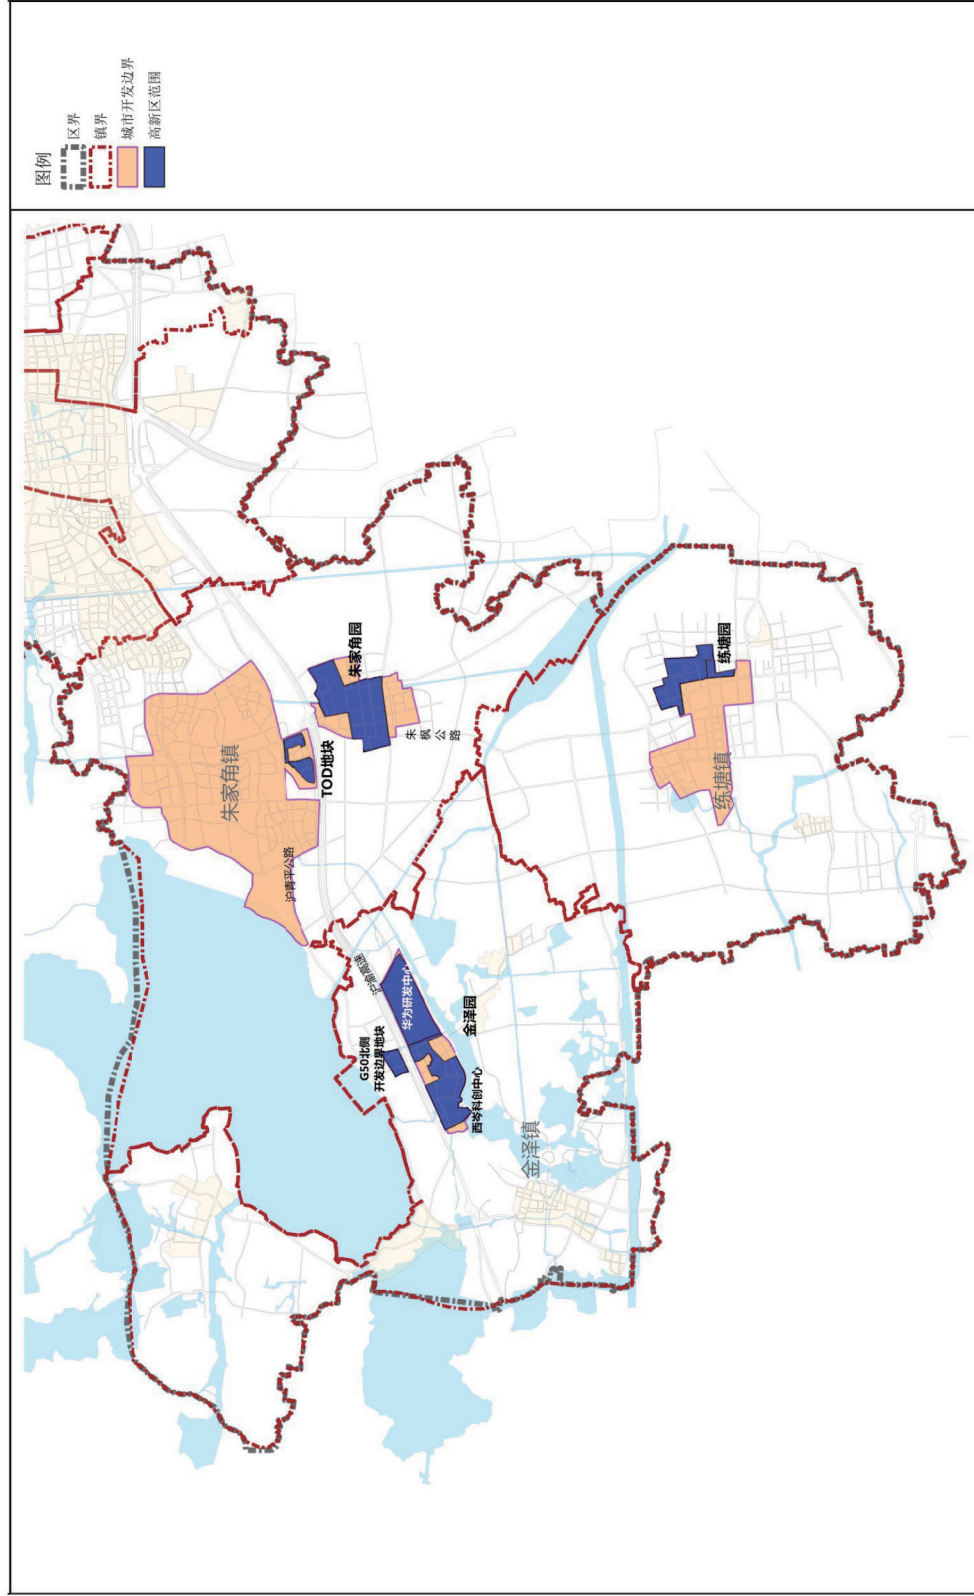 图例
区界
镇界
城市开发边界
高新区范围
朱家角镇
沪青平公路
TOD地块
朱家角园
朱枫公路
沪渝高速
G50北侧
开发边界地块
华为研发中心
金泽园
西岑科创中心
金泽镇
练塘园
练塘镇